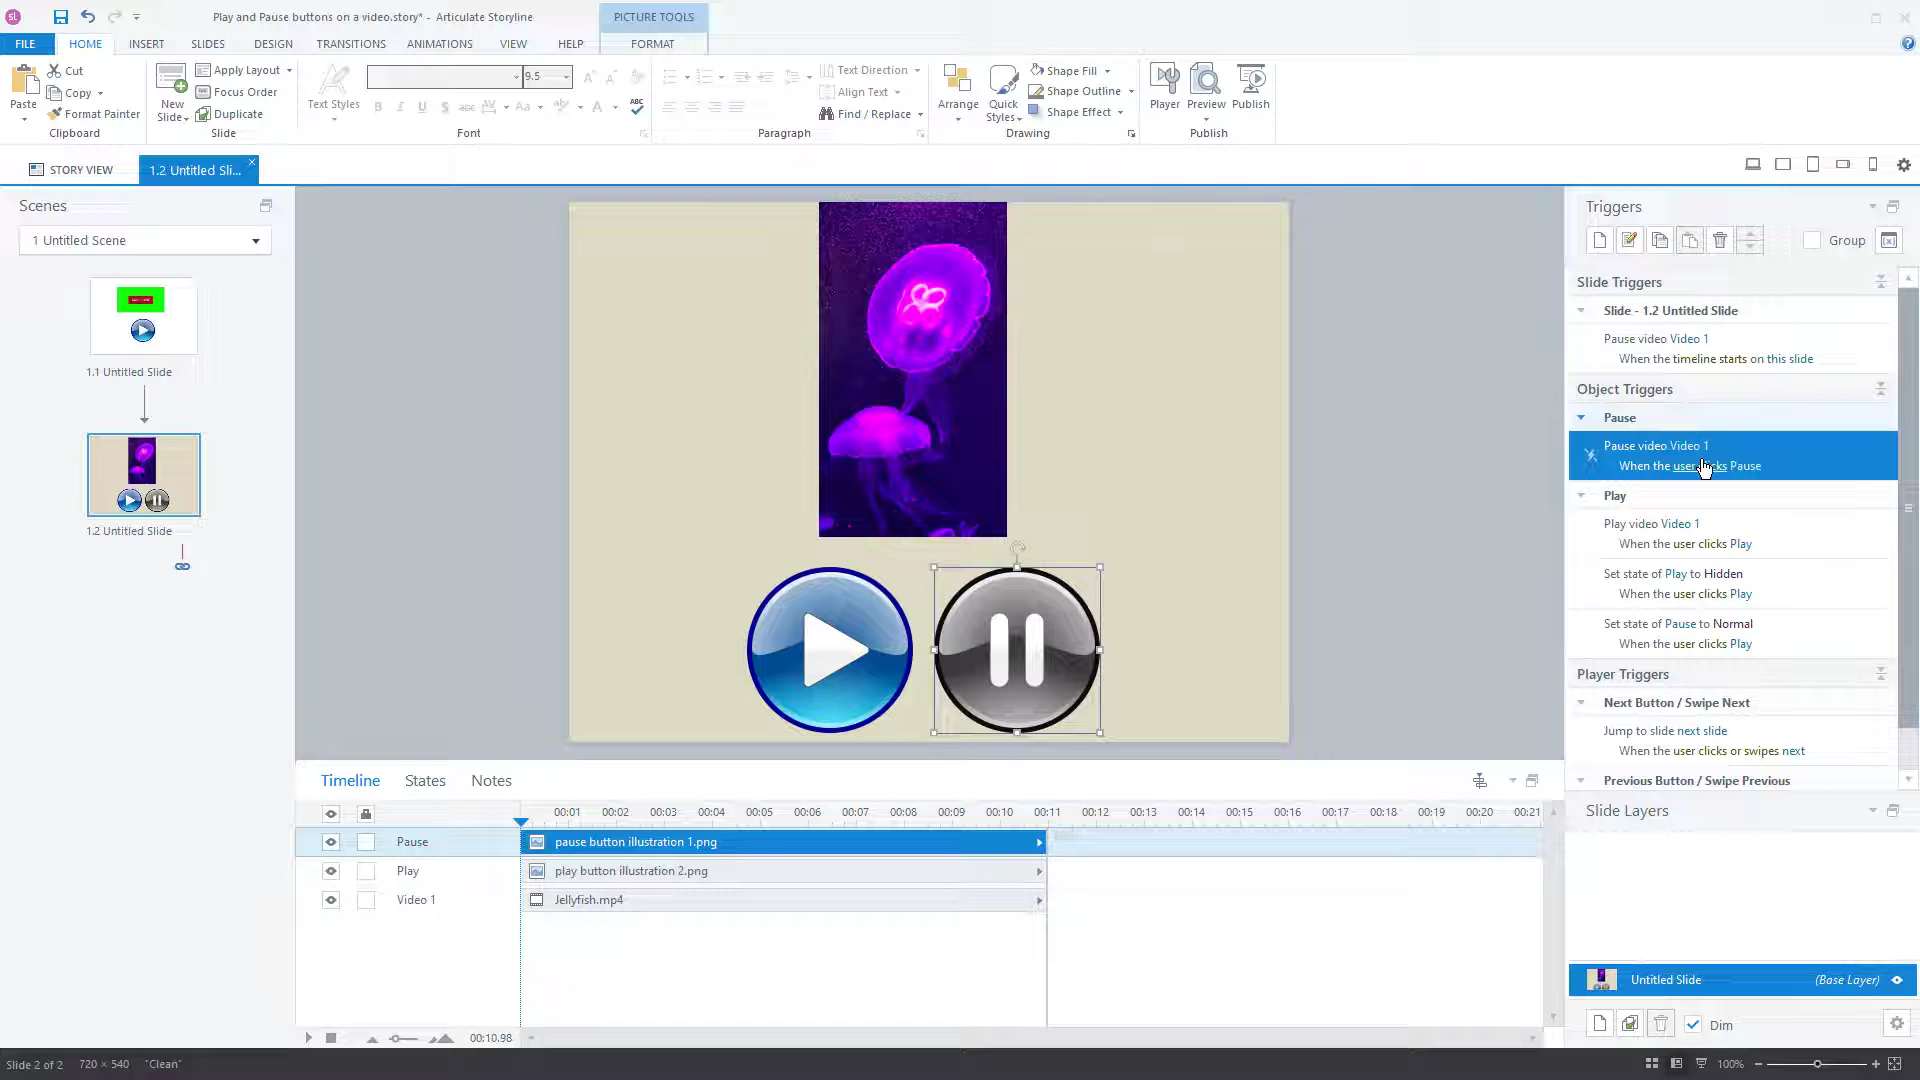 Play and Pause buttons on a video.story* - Articulate Storyline
PICTURE TOOLS
FILE
HOME
INSERT
SLIDES
DESIGN
TRANSITIONS
ANIMATIONS
VIEW
HELP
FORMAT
Paste
Cut
Copy
Format Painter
Clipboard
New Slide
Apply Layout
Focus Order
Duplicate
Slide
Text Styles
9.5
Font
Text Direction
Align Text
Find / Replace
Paragraph
Arrange
Quick Styles
Shape Fill
Shape Outline
Shape Effect
Drawing
Player
Preview
Publish
Publish
STORY VIEW
1.2 Untitled Sli...
Scenes
1 Untitled Scene
1.1 Untitled Slide
1.2 Untitled Slide
Triggers
Group
Slide Triggers
Slide - 1.2 Untitled Slide
Pause video Video 1
When the timeline starts on this slide
Object Triggers
Pause
Pause video Video 1
When the user clicks Pause
Play
Play video Video 1
When the user clicks Play
Set state of Play to Hidden
When the user clicks Play
Set state of Pause to Normal
When the user clicks Play
Player Triggers
Next Button / Swipe Next
Jump to slide next slide
When the user clicks or swipes next
Previous Button / Swipe Previous
Timeline
States
Notes
00:01 00:02 00:03 00:04 00:05 00:06 00:07 00:08 00:09 00:10 00:11 00:12 00:13 00:14 00:15 00:16 00:17 00:18 00:19 00:20 00:21
Pause
pause button illustration 1.png
Play
play button illustration 2.png
Video 1
Jellyfish.mp4
00:10.98
Slide Layers
Untitled Slide
(Base Layer)
Dim
Slide 2 of 2
720 × 540
"Clean"
100%